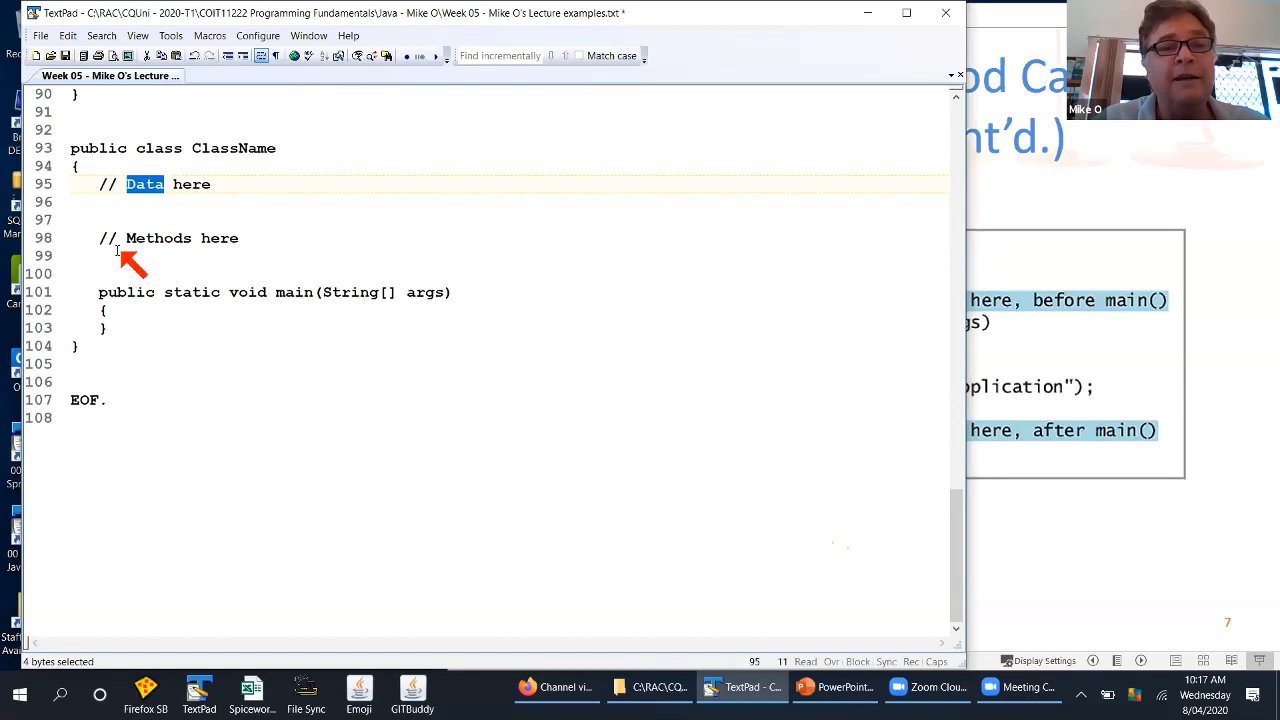 TextPad - C:\RAC\CQUni - 2020-T1\COIT11222 Programming Fundamentals\Java - Mike O\Week 05 - Mike O's Lecture examples.txt *
File Edit Search View Tools Macros Configure Window Help
Find incrementally Match case
Week 05 - Mike O's Lecture ...
90 }
91
92
93 public class ClassName
94 {
95 // Data here
96
97
98 // Methods here
99
100
101 public static void main(String[] args)
102 {
103 }
104 }
105
106
107 EOF.
108
4 bytes selected 95 11 Read Ovr Block Sync Rec Caps
Mike O
od Ca
nt'd.)
here, before main()
gs)
plication");
here, after main()
7
Display Settings
Firefox SB TextPad Spicewor... File Sync Emoji GITBuddy
Channel vi... C:\RAC\CQ... TextPad - C... PowerPoint... Zoom Clou... Meeting C...
10:17 AM
Wednesday
8/04/2020